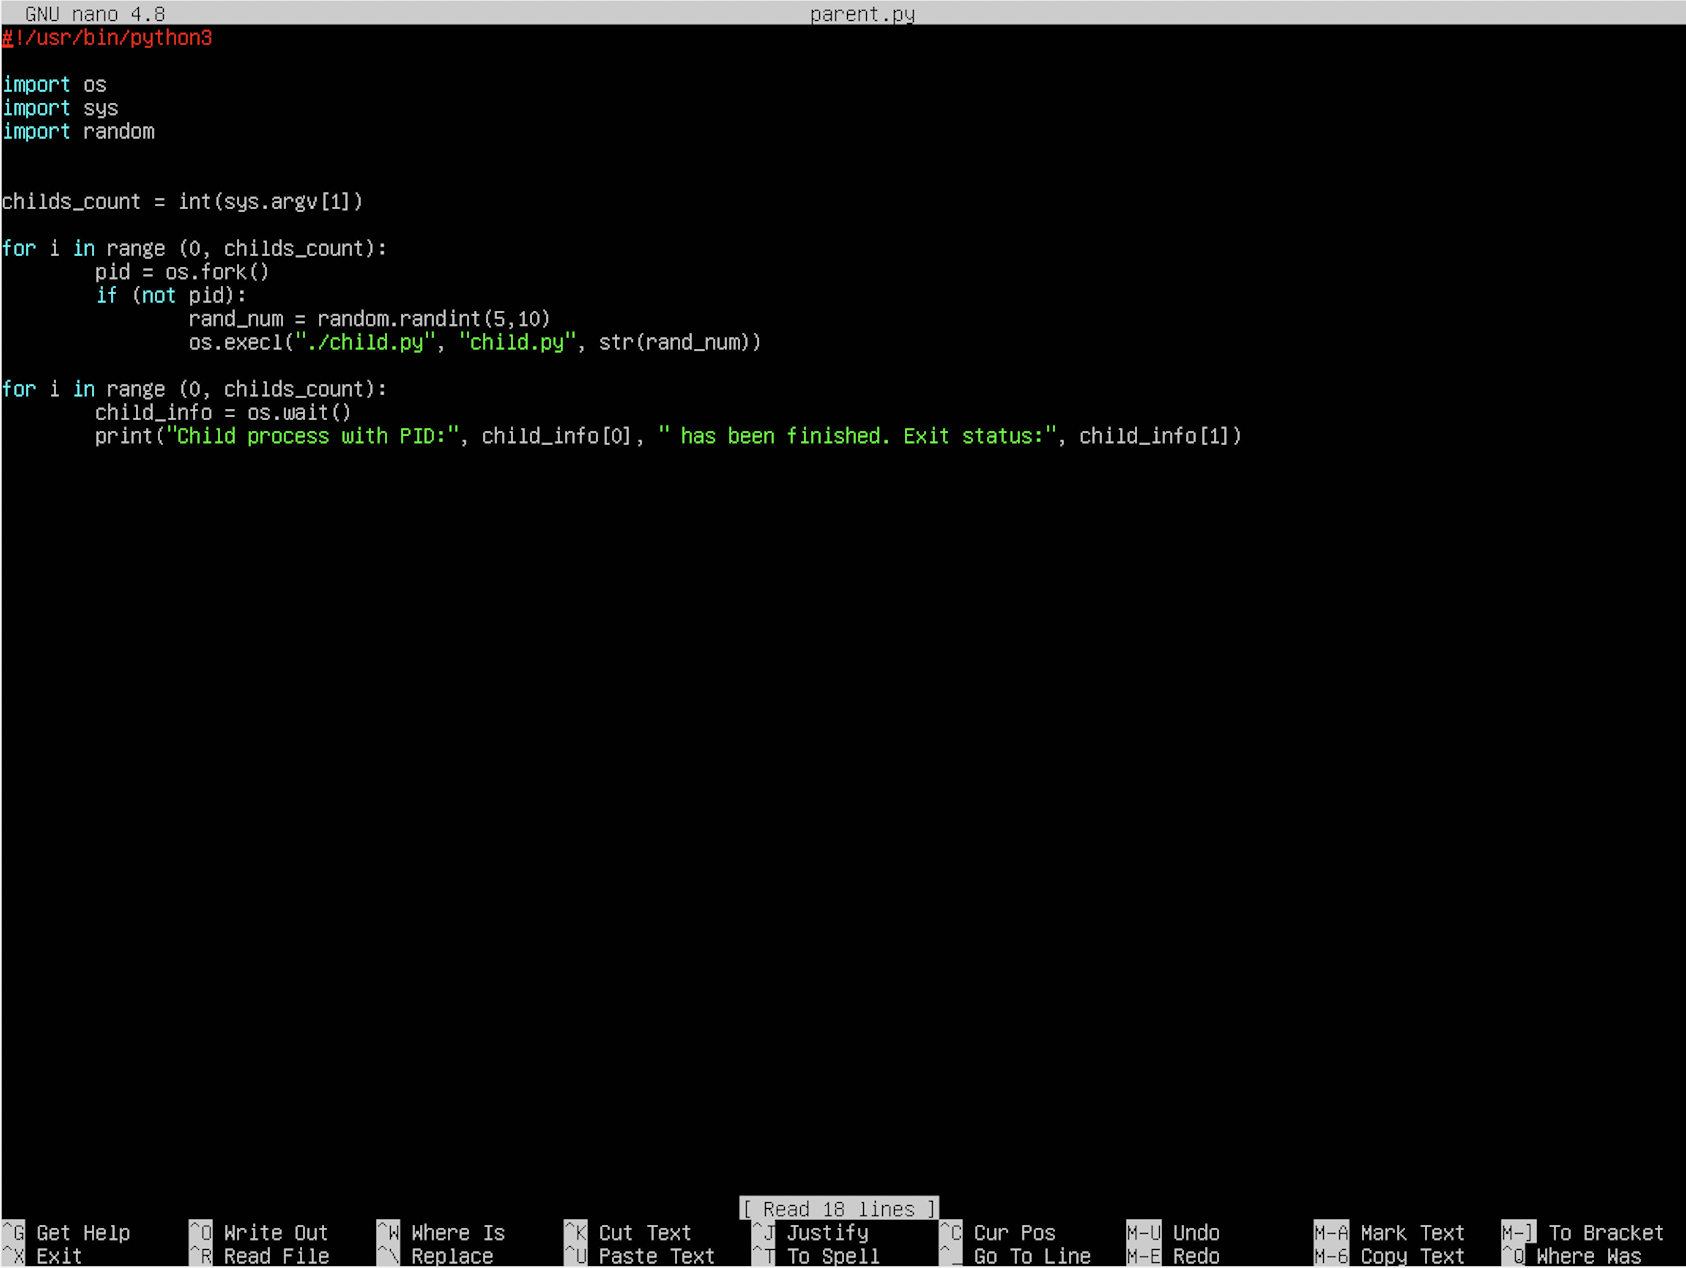 GNU nano 4.8 parent.py
#!/usr/bin/python3

import os
import sys
import random


childs_count = int(sys.argv[1])

for i in range (0, childs_count):
        pid = os.fork()
        if (not pid):
                rand_num = random.randint(5,10)
                os.execl("./child.py", "child.py", str(rand_num))

for i in range (0, childs_count):
        child_info = os.wait()
        print("Child process with PID:", child_info[0], " has been finished. Exit status:", child_info[1])
[ Read 18 lines ]
^G Get Help ^O Write Out ^W Where Is ^K Cut Text ^J Justify ^C Cur Pos M-U Undo M-A Mark Text M-] To Bracket
^X Exit ^R Read File ^\ Replace ^U Paste Text ^T To Spell ^_ Go To Line M-E Redo M-6 Copy Text ^Q Where Was